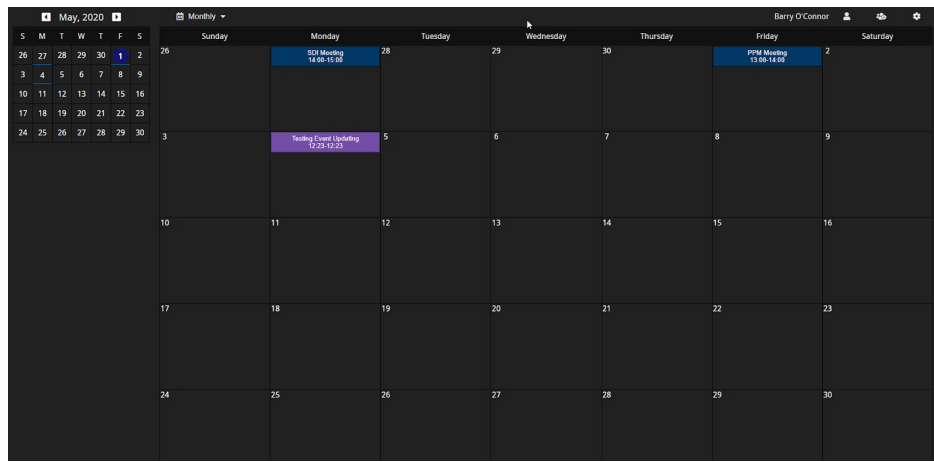 May, 2020 Monthly Barry O'Connor
S M T W T F S
26 27 28 29 30 1 2
3 4 5 6 7 8 9
10 11 12 13 14 15 16
17 18 19 20 21 22 23
24 25 26 27 28 29 30
Sunday Monday Tuesday Wednesday Thursday Friday Saturday
26 SDI Meeting 28 29 30 PPM Meeting 2
14:00-15:00 13:00-14:00
3 Testing Event Updating 5 6 7 8 9
12:23-12:23
10 11 12 13 14 15 16
17 18 19 20 21 22 23
24 25 26 27 28 29 30